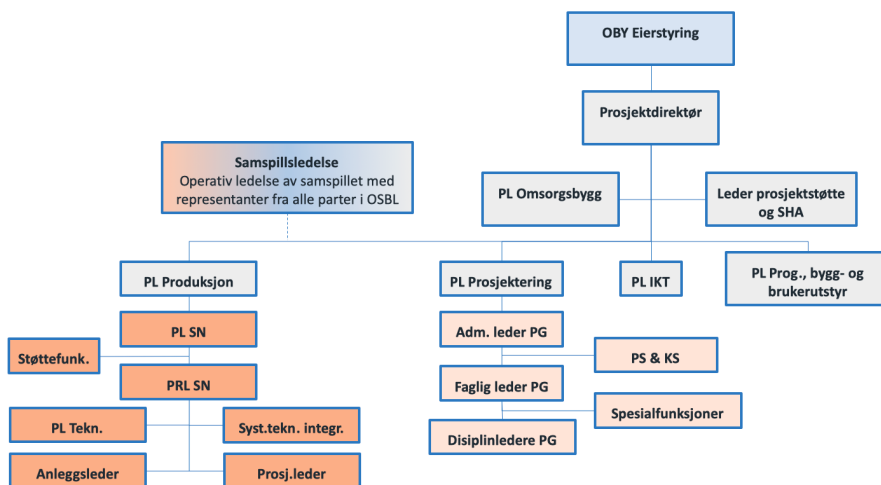 OBY Eierstyring
Prosjektdirektør
Samspillsledelse
Operativ ledelse av samspillet med
representanter fra alle parter i OSBL
PL Omsorgsbygg
Leder prosjektstøtte
og SHA
PL Produksjon
PL Prosjektering
PL IKT
PL Prog., bygg- og
brukerutstyr
PL SN
Adm. leder PG
Støttefunk.
PS & KS
PRL SN
Faglig leder PG
PL Tekn.
Syst.tekn. integr.
Spesialfunksjoner
Disiplinledere PG
Anleggsleder
Prosj.leder